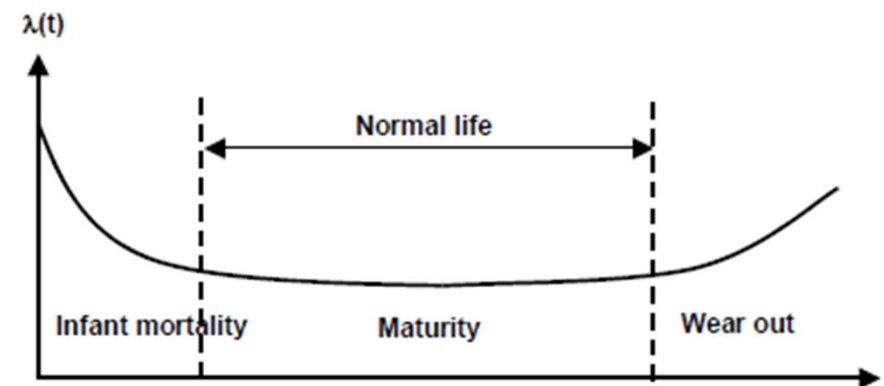 λ(t)
Normal life
Infant mortality
Maturity
Wear out